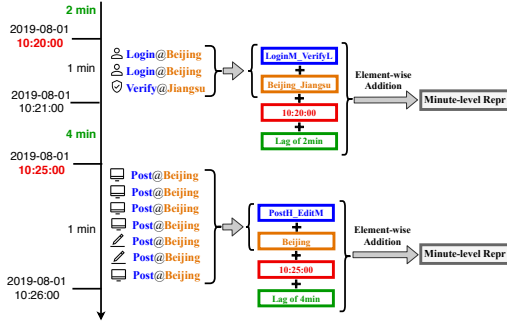 2 min
2019-08-01
10:20:00
1 min
2019-08-01
10:21:00
4 min
2019-08-01
10:25:00
1 min
2019-08-01
10:26:00
Login@Beijing
Login@Beijing
Verify@Jiangsu
LoginM_VerifyL
+
Beijing_Jiangsu
+
10:20:00
+
Lag of 2min
Element-wise
Addition
Minute-level Repr
Post@Beijing
Post@Beijing
Post@Beijing
Post@Beijing
Post@Beijing
Post@Beijing
Post@Beijing
PostH_EditM
+
Beijing
+
10:25:00
+
Lag of 4min
Element-wise
Addition
Minute-level Repr